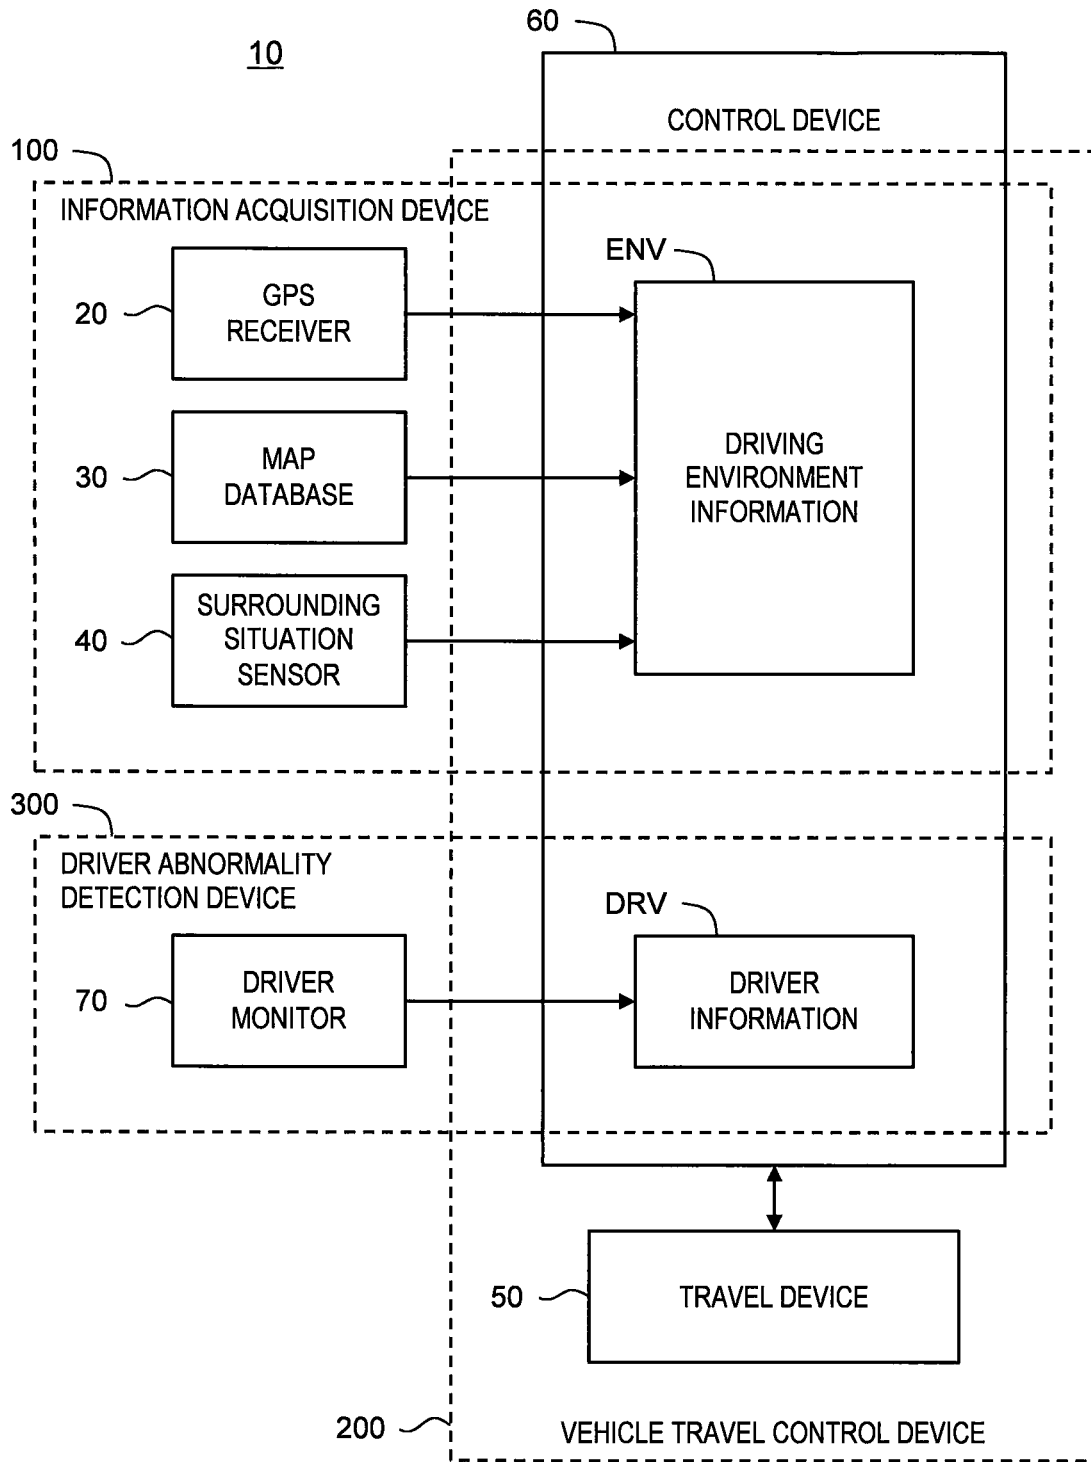 60
10
CONTROL DEVICE
100
INFORMATION ACQUISITION DEVICE
ENV
20
GPS
RECEIVER
30
MAP
DATABASE
DRIVING
ENVIRONMENT
INFORMATION
40
SURROUNDING
SITUATION
SENSOR
300
DRIVER ABNORMALITY
DETECTION DEVICE
DRV
70
DRIVER
MONITOR
DRIVER
INFORMATION
50
TRAVEL DEVICE
200
VEHICLE TRAVEL CONTROL DEVICE